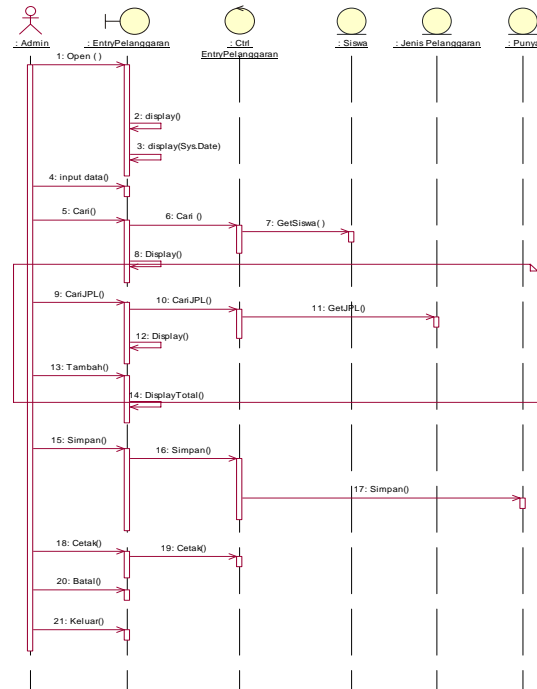 : Admin
: EntryPelanggaran
: Ctrl
EntryPelanggaran
: Siswa
: Jenis Pelanggaran
: Punya
1: Open ( )
2: display()
3: display(Sys.Date)
4: input data()
5: Cari()
6: Cari ()
7: GetSiswa( )
8: Display()
9: CariJPL()
10: CariJPL()
11: GetJPL()
12: Display()
13: Tambah()
14: DisplayTotal()
15: Simpan()
16: Simpan()
17: Simpan()
18: Cetak()
19: Cetak()
20: Batal()
21: Keluar()